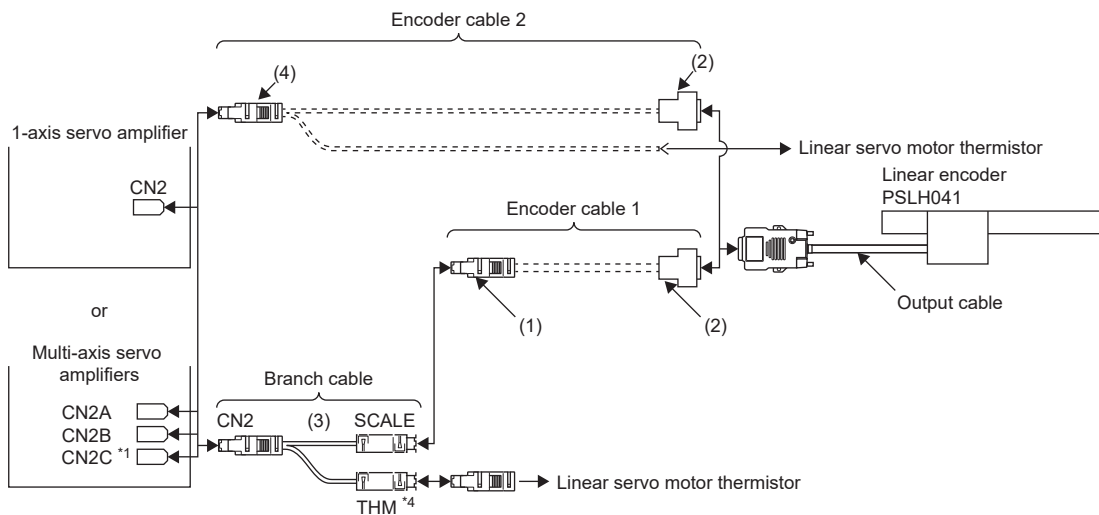 Encoder cable 2
(4)
(2)
1-axis servo amplifier
Linear servo motor thermistor
CN2
Linear encoder
PSLH041
Encoder cable 1
Output cable
or
(1)
(2)
Multi-axis servo
amplifiers
Branch cable
CN2A
CN2
(3)
SCALE
CN2B
CN2C *1
Linear servo motor thermistor
THM *4